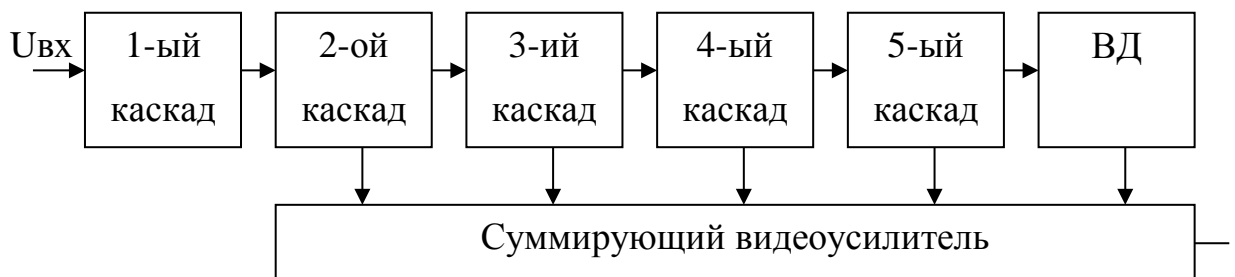 Uвх
1-ый
каскад
2-ой
каскад
3-ий
каскад
4-ый
каскад
5-ый
каскад
ВД
Суммирующий видеоусилитель